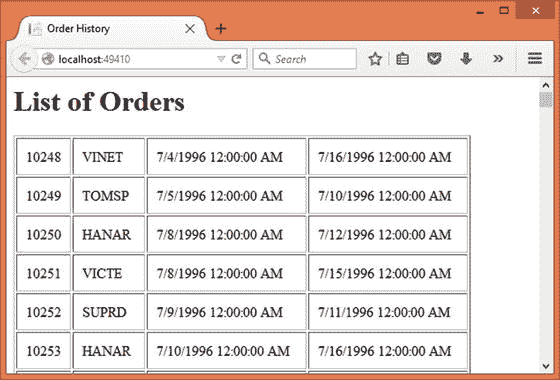 Order History
localhost:49410
Search
List of Orders
10248 VINET 7/4/1996 12:00:00 AM 7/16/1996 12:00:00 AM
10249 TOMSP 7/5/1996 12:00:00 AM 7/10/1996 12:00:00 AM
10250 HANAR 7/8/1996 12:00:00 AM 7/12/1996 12:00:00 AM
10251 VICTE 7/8/1996 12:00:00 AM 7/15/1996 12:00:00 AM
10252 SUPRD 7/9/1996 12:00:00 AM 7/11/1996 12:00:00 AM
10253 HANAR 7/10/1996 12:00:00 AM 7/16/1996 12:00:00 AM